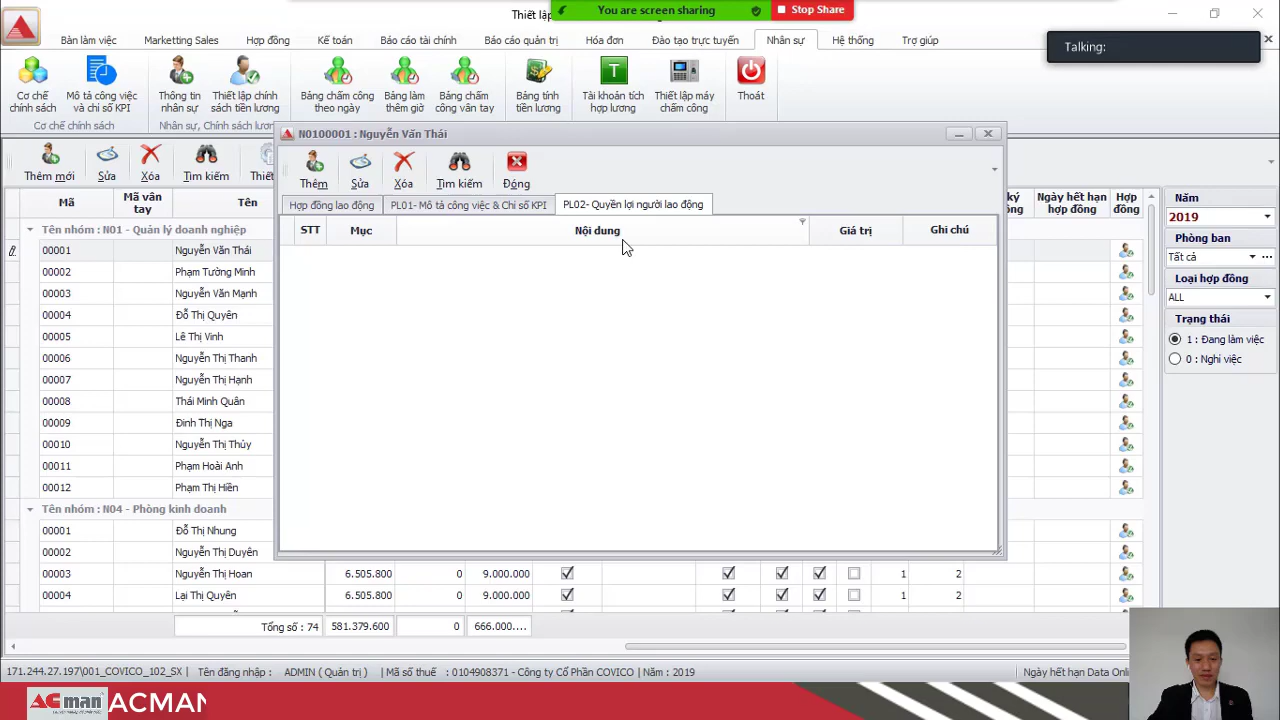 Thiết lập
You are screen sharing
Stop Share
Talking:
Bàn làm việc
Marketing Sales
Hợp đồng
Kế toán
Báo cáo tài chính
Báo cáo quản trị
Hóa đơn
Đào tạo trực tuyến
Nhân sự
Hệ thống
Trợ giúp
Cơ chế chính sách
Mô tả công việc và chỉ số KPI
Thông tin nhân sự
Thiết lập chính sách tiền lương
Bảng chấm công theo ngày
Bảng làm thêm giờ
Bảng chấm công vân tay
Bảng tính tiền lương
Tài khoản tích hợp lương
Thiết lập máy chấm công
Thoát
Cơ chế chính sách
Nhân sự, Chính sách lương
Thêm mới
Sửa
Xóa
Tìm kiếm
Thiết
N0100001 : Nguyễn Văn Thái
Thêm
Sửa
Xóa
Tìm kiếm
Đóng
Hợp đồng lao động
PL01- Mô tả công việc & Chỉ số KPI
PL02- Quyền lợi người lao động
STT
Mục
Nội dung
Giá trị
Ghi chú
Mã
Mã vân tay
Tên
Ngày hết hạn hợp đồng
Hợp đồng
Tên nhóm : N01 - Quản lý doanh nghiệp
00001 Nguyễn Văn Thái
00002 Phạm Tường Minh
00003 Nguyễn Văn Mạnh
00004 Đỗ Thị Quyên
00005 Lê Thị Vinh
00006 Nguyễn Thị Thanh
00007 Nguyễn Thị Hạnh
00008 Thái Minh Quân
00009 Đinh Thị Nga
00010 Nguyễn Thị Thủy
00011 Phạm Hoài Anh
00012 Phạm Thị Hiền
Tên nhóm : N04 - Phòng kinh doanh
00001 Đỗ Thị Nhung
00002 Nguyễn Thị Duyên
00003 Nguyễn Thị Hoan 6.505.800 0 9.000.000 1 2
00004 Lại Thị Quyên 6.505.800 0 9.000.000 1 2
Tổng số : 74 581.379.600 0 666.000....
Năm
2019
Phòng ban
Tất cả
Loại hợp đồng
ALL
Trạng thái
1 : Đang làm việc
0 : Nghỉ việc
171.244.27.197\001_COVICO_102_SX
Tên đăng nhập : ADMIN ( Quản trị )
Mã số thuế : 0104908371- Công ty Cổ Phần COVICO
Năm : 2019
Ngày hết hạn Data Onli
ACman
ACMAN